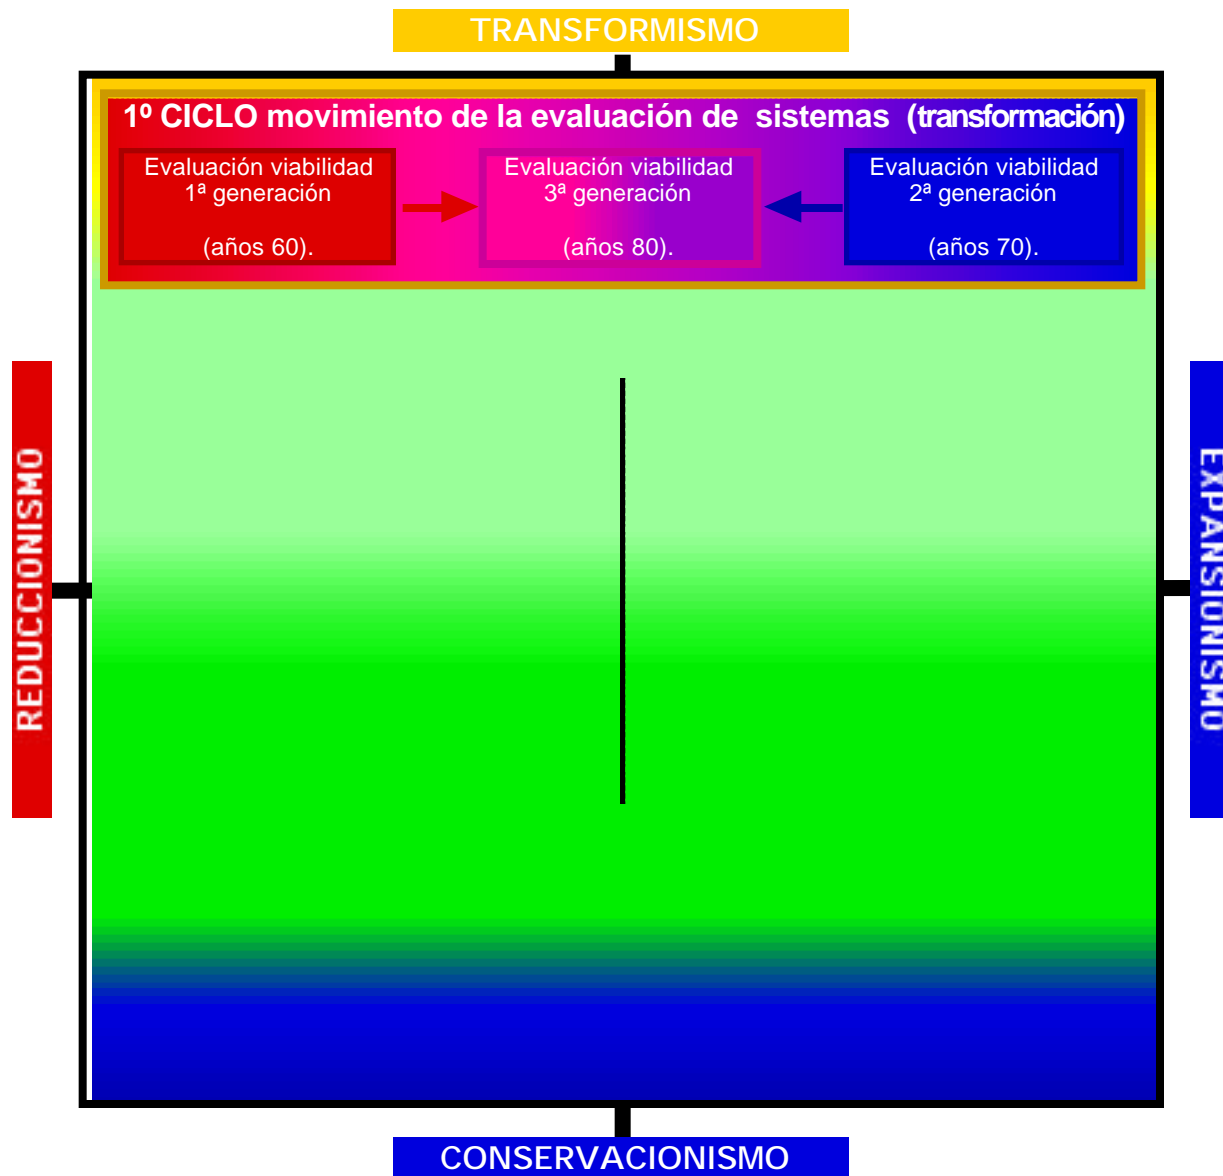 TRANSFORMISMO
1º CICLO movimiento de la evaluación de sistemas (transformación)
Evaluación viabilidad
1ª generación
(años 60).
Evaluación viabilidad
3ª generación
(años 80).
Evaluación viabilidad
2ª generación
(años 70).
REDUCCIONISMO
EXPANSIONISMO
CONSERVACIONISMO